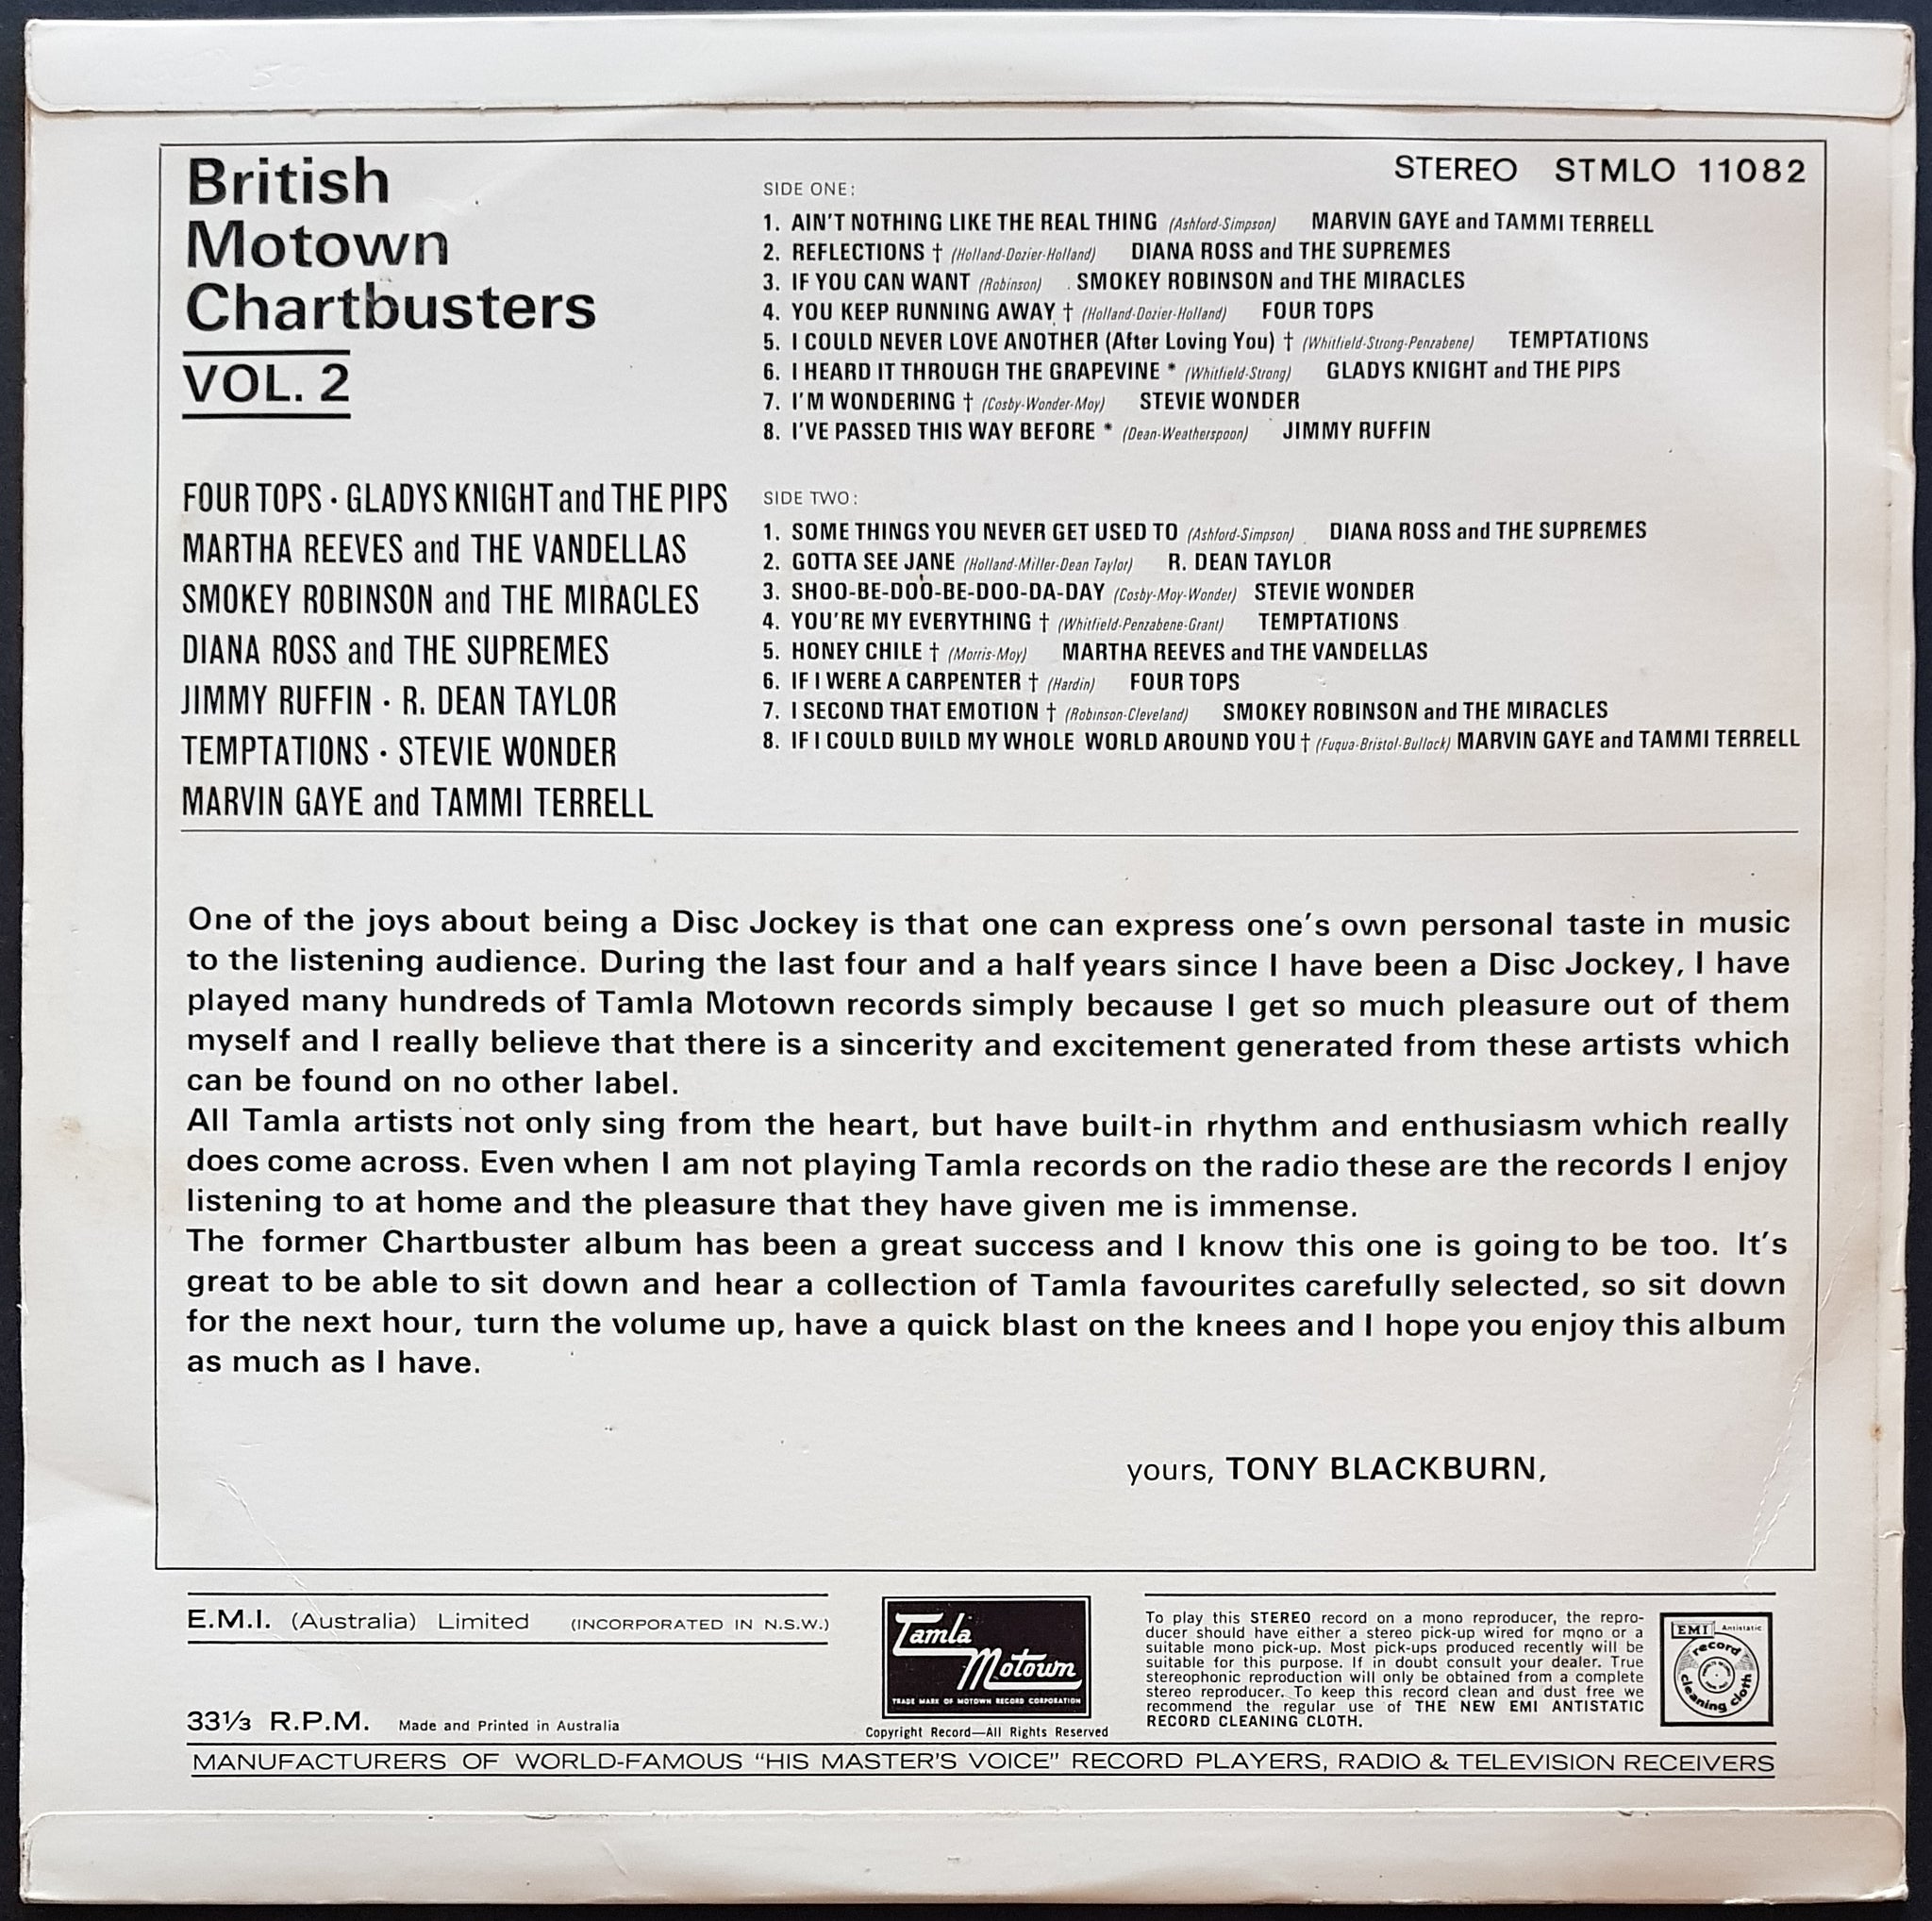 British
Motown
Chartbusters
VOL. 2
FOUR TOPS · GLADYS KNIGHT and THE PIPS
MARTHA REEVES and THE VANDELLAS
SMOKEY ROBINSON and THE MIRACLES
DIANA ROSS and THE SUPREMES
JIMMY RUFFIN · R. DEAN TAYLOR
TEMPTATIONS · STEVIE WONDER
MARVIN GAYE and TAMMI TERRELL
STEREO STMLO 11082
SIDE ONE:
1. AIN'T NOTHING LIKE THE REAL THING (Ashford-Simpson) MARVIN GAYE and TAMMI TERRELL
2. REFLECTIONS † (Holland-Dozier-Holland) DIANA ROSS and THE SUPREMES
3. IF YOU CAN WANT (Robinson) SMOKEY ROBINSON and THE MIRACLES
4. YOU KEEP RUNNING AWAY † (Holland-Dozier-Holland) FOUR TOPS
5. I COULD NEVER LOVE ANOTHER (After Loving You) † (Whitfield-Strong-Penzabene) TEMPTATIONS
6. I HEARD IT THROUGH THE GRAPEVINE * (Whitfield-Strong) GLADYS KNIGHT and THE PIPS
7. I'M WONDERING † (Cosby-Wonder-Moy) STEVIE WONDER
8. I'VE PASSED THIS WAY BEFORE * (Dean-Weatherspoon) JIMMY RUFFIN
SIDE TWO:
1. SOME THINGS YOU NEVER GET USED TO (Ashford-Simpson) DIANA ROSS and THE SUPREMES
2. GOTTA SEE JANE (Holland-Miller-Dean Taylor) R. DEAN TAYLOR
3. SHOO-BE-DOO-BE-DOO-DA-DAY (Cosby-Moy-Wonder) STEVIE WONDER
4. YOU'RE MY EVERYTHING † (Whitfield-Penzabene-Grant) TEMPTATIONS
5. HONEY CHILE † (Morris-Moy) MARTHA REEVES and THE VANDELLAS
6. IF I WERE A CARPENTER † (Hardin) FOUR TOPS
7. I SECOND THAT EMOTION † (Robinson-Cleveland) SMOKEY ROBINSON and THE MIRACLES
8. IF I COULD BUILD MY WHOLE WORLD AROUND YOU † (Fuqua-Bristol-Bullock) MARVIN GAYE and TAMMI TERRELL
One of the joys about being a Disc Jockey is that one can express one's own personal taste in music
to the listening audience. During the last four and a half years since I have been a Disc Jockey, I have
played many hundreds of Tamla Motown records simply because I get so much pleasure out of them
myself and I really believe that there is a sincerity and excitement generated from these artists which
can be found on no other label.
All Tamla artists not only sing from the heart, but have built-in rhythm and enthusiasm which really
does come across. Even when I am not playing Tamla records on the radio these are the records I enjoy
listening to at home and the pleasure that they have given me is immense.
The former Chartbuster album has been a great success and I know this one is going to be too. It's
great to be able to sit down and hear a collection of Tamla favourites carefully selected, so sit down
for the next hour, turn the volume up, have a quick blast on the knees and I hope you enjoy this album
as much as I have.
yours, TONY BLACKBURN,
E.M.I. (Australia) Limited (INCORPORATED IN N.S.W.)
33⅓ R.P.M. Made and Printed in Australia
Tamla
Motown
TRADE MARK OF MOTOWN RECORD CORPORATION
Copyright Record—All Rights Reserved
To play this STEREO record on a mono reproducer, the repro-
ducer should have either a stereo pick-up wired for mono or a
suitable mono pick-up. Most pick-ups produced recently will be
suitable for this purpose. If in doubt consult your dealer. True
stereophonic reproduction will only be obtained from a complete
stereo reproducer. To keep this record clean and dust free we
recommend the regular use of THE NEW EMI ANTISTATIC
RECORD CLEANING CLOTH.
EMI Antistatic
record
cleaning cloth
MANUFACTURERS OF WORLD-FAMOUS "HIS MASTER'S VOICE" RECORD PLAYERS, RADIO & TELEVISION RECEIVERS